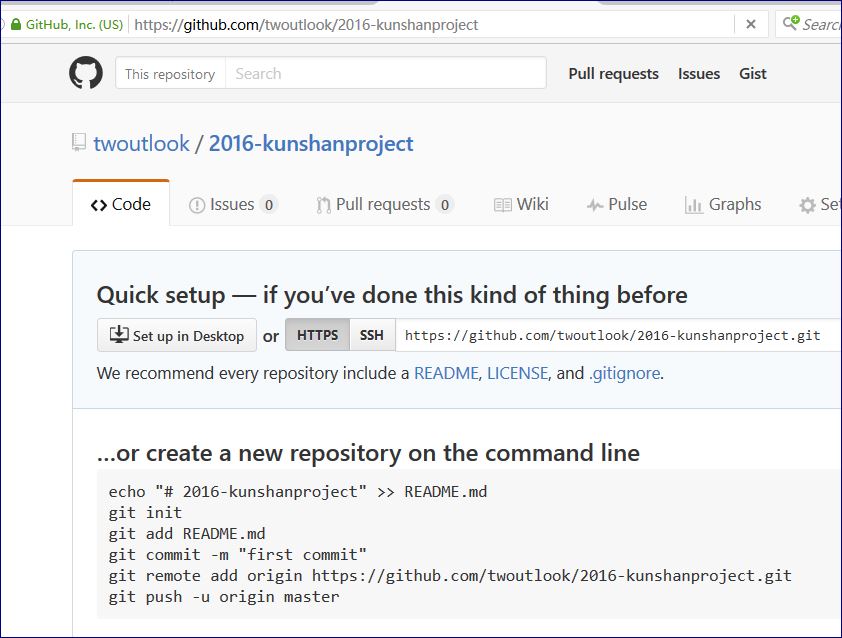 GitHub, Inc. (US) https://github.com/twoutlook/2016-kunshanproject Search
This repository Search Pull requests Issues Gist
twoutlook / 2016-kunshanproject
Code Issues 0 Pull requests 0 Wiki Pulse Graphs
Quick setup — if you’ve done this kind of thing before
Set up in Desktop or HTTPS SSH https://github.com/twoutlook/2016-kunshanproject.git
We recommend every repository include a README, LICENSE, and .gitignore.
…or create a new repository on the command line
echo "# 2016-kunshanproject" >> README.md
git init
git add README.md
git commit -m "first commit"
git remote add origin https://github.com/twoutlook/2016-kunshanproject.git
git push -u origin master